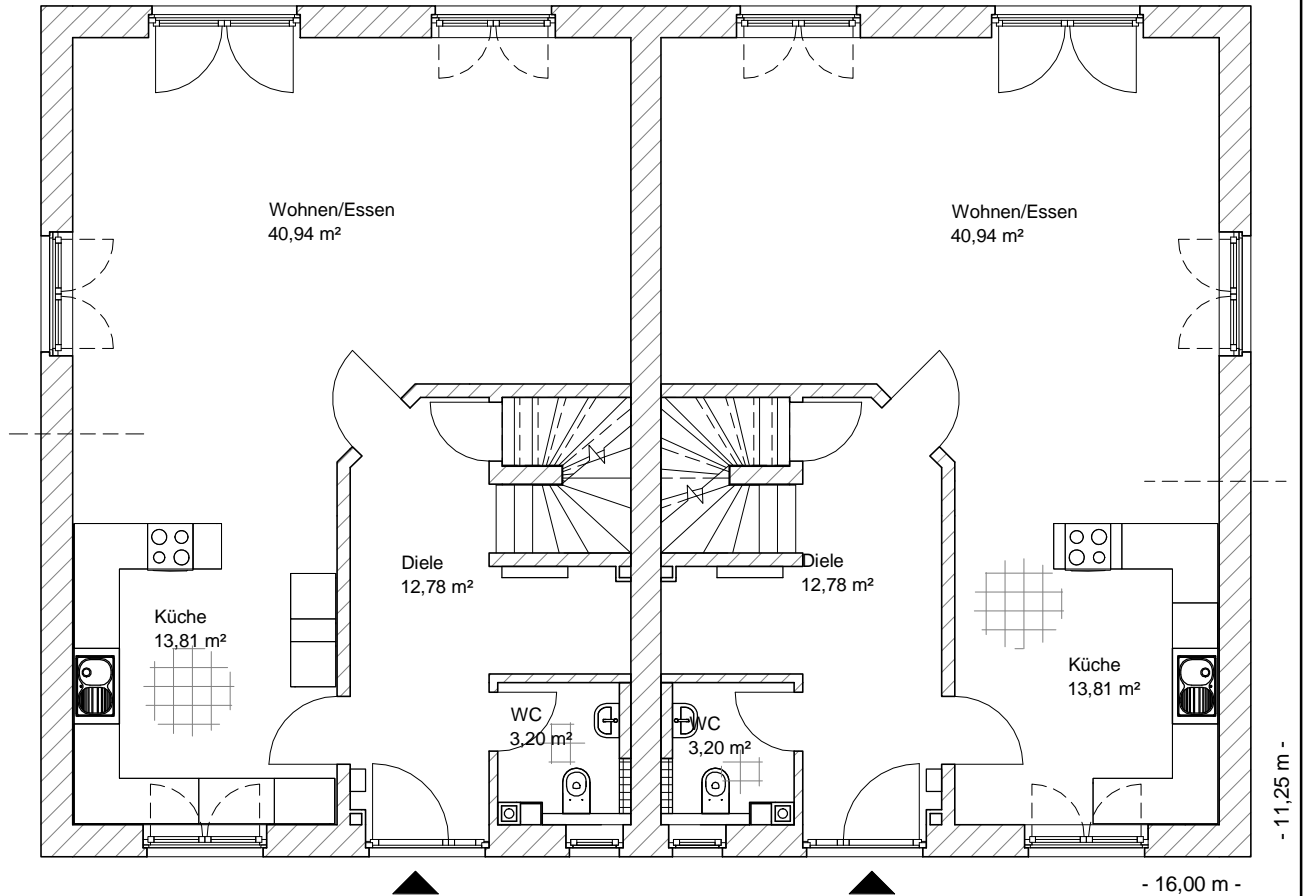 Wohnen/Essen
40,94 m²
Wohnen/Essen
40,94 m²
Diele
12,78 m²
Diele
12,78 m²
Küche
13,81 m²
Küche
13,81 m²
WC
3,20 m²
WC
3,20 m²
- 11,25 m -
- 16,00 m -